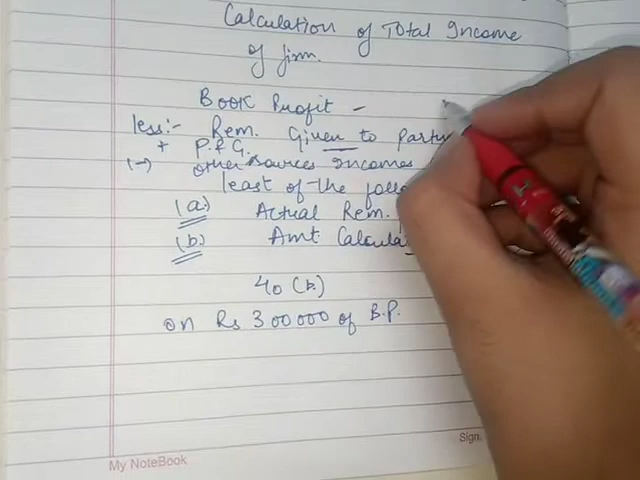 Calculation of Total Income
of firm.
Book Profit -
less:- Rem. Given to partn
+ P.F.G.
(-) other sources Incomes
least of the follo
(a) Actual Rem.
(b) Amt Calcula
40 (b)
on Rs 300000 of B.P.
Sign.
My NoteBook